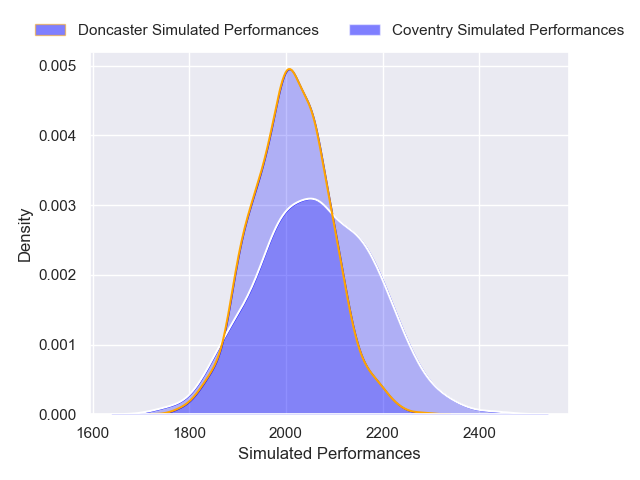 Doncaster Simulated Performances Coventry Simulated Performances
0.005
0.004
0.003
0.002
0.001
0.000
Density
1600 1800 2000 2200 2400
Simulated Performances